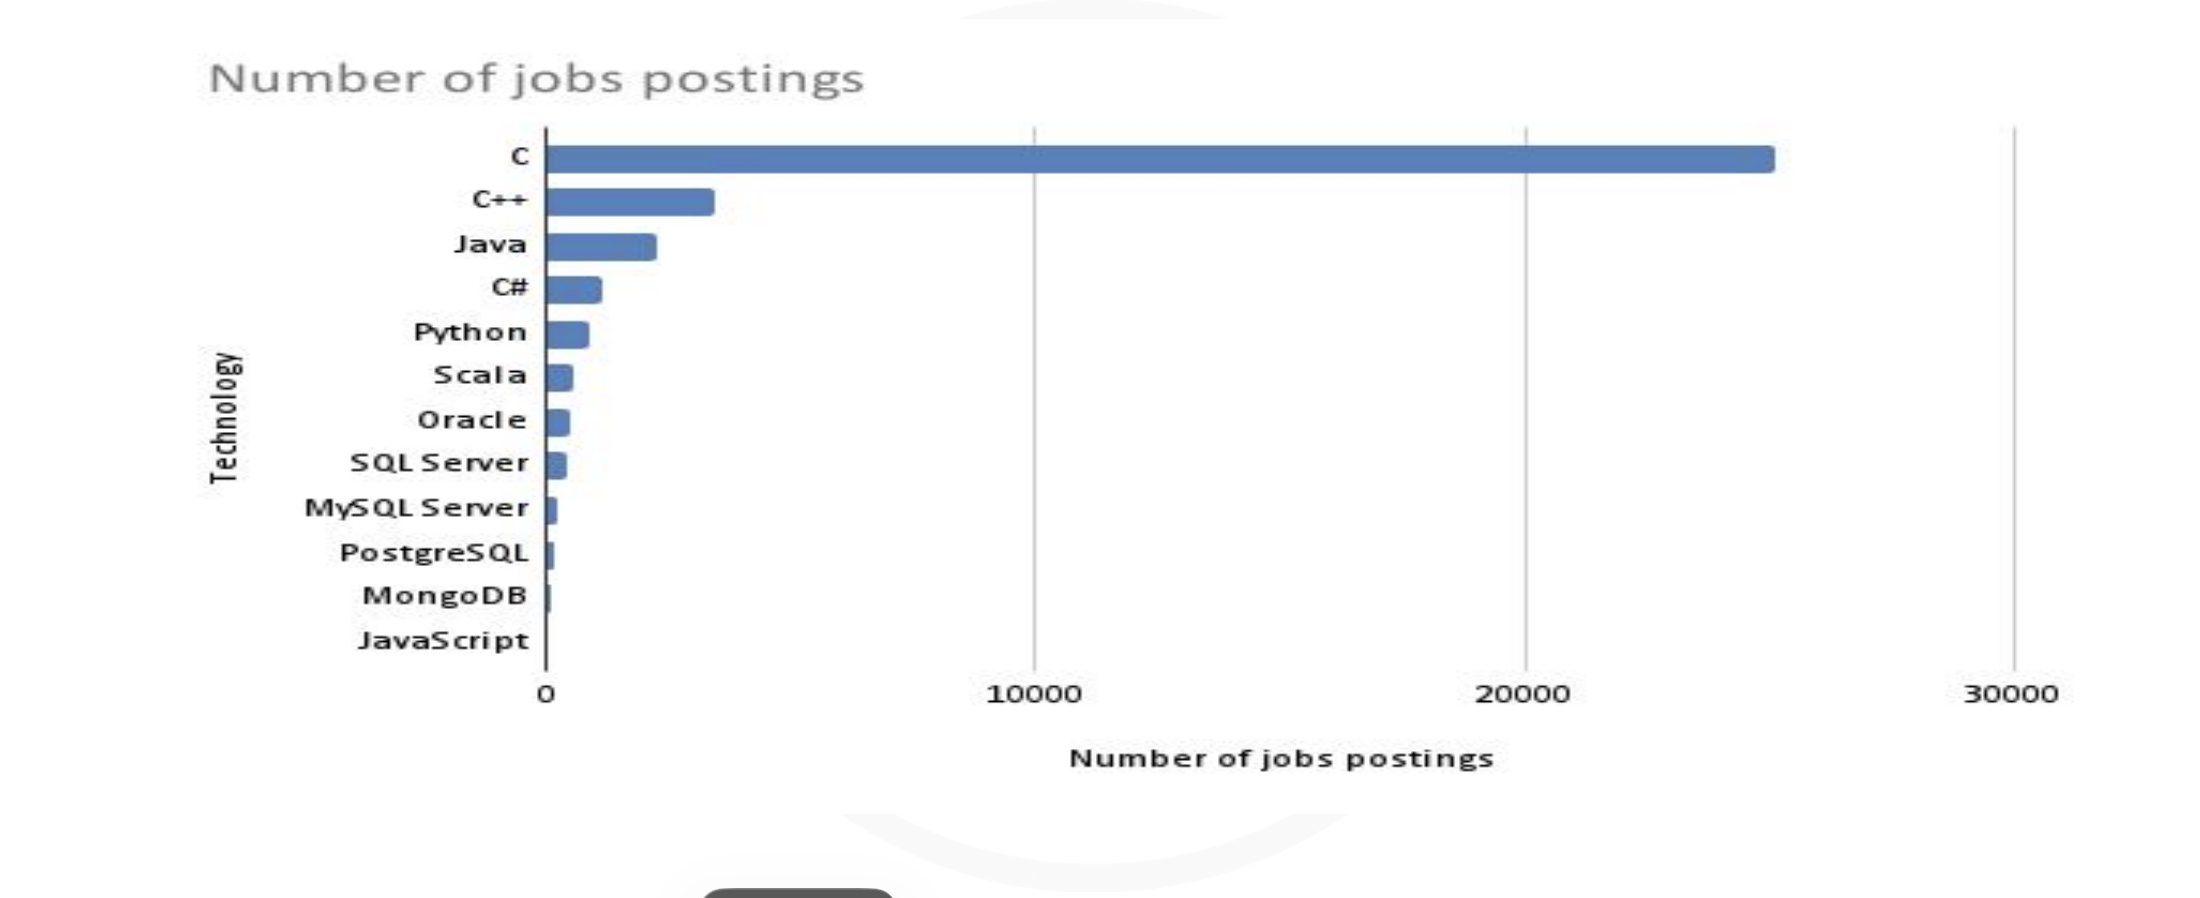 Number of jobs postings
C
C++
Java
C#
Python
Scala
Oracle
SQL Server
MySQL Server
PostgreSQL
MongoDB
JavaScript
Technology
0 10000 20000 30000
Number of jobs postings